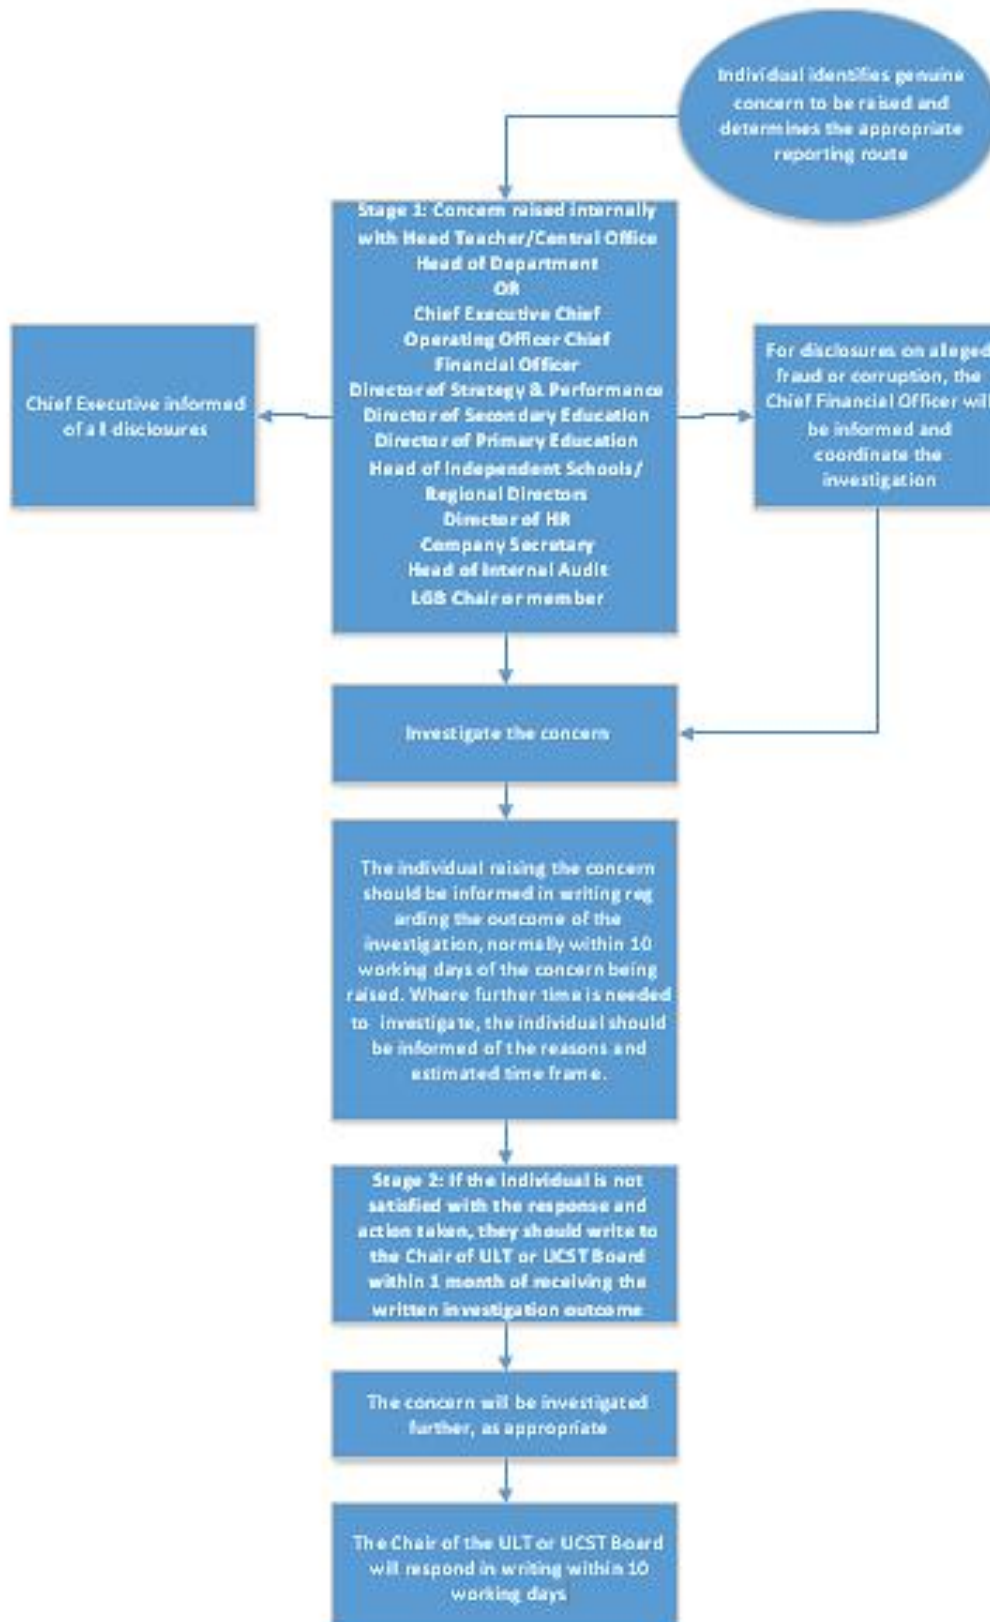 Individual identifies genuine
concern to be raised and
determines the appropriate
reporting route
Stage 1: Concern raised internally
with Head Teacher/Central Office
Head of Department
OR
Chief Executive Chief
Operating Officer Chief
Financial Officer
Director of Strategy & Performance
Director of Secondary Education
Director of Primary Education
Head of Independent Schools/
Regional Directors
Director of HR
Company Secretary
Head of Internal Audit
LGB Chair or member
Chief Executive informed
of all disclosures
For disclosures on alleged
fraud or corruption, the
Chief Financial Officer will
be informed and
coordinate the
investigation
Investigate the concern
The individual raising the concern
should be informed in writing reg
arding the outcome of the
investigation, normally within 10
working days of the concern being
raised. Where further time is needed
to investigate, the individual should
be informed of the reasons and
estimated time frame.
Stage 2: If the individual is not
satisfied with the response and
action taken, they should write to
the Chair of ULT or UCST Board
within 1 month of receiving the
written investigation outcome
The concern will be investigated
further, as appropriate
The Chair of the ULT or UCST Board
will respond in writing within 10
working days